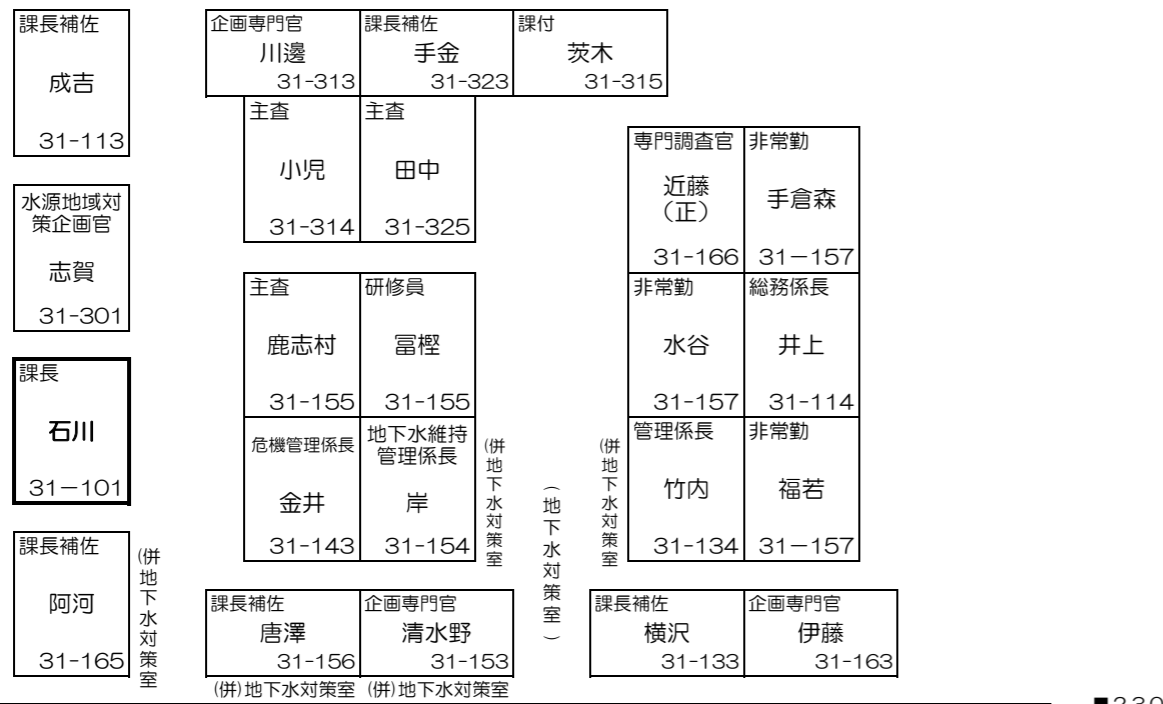 課長補佐
成吉
31-113
水源地域対
策企画官
志賀
31-301
課長
石川
31－101
課長補佐
阿河
31-165
(併地下水対策室
企画専門官
川邊
31-313
課長補佐
手金
31-323
課付
茨木
31-315
主査
小児
31-314
主査
田中
31-325
主査
鹿志村
31-155
研修員
冨樫
31-155
危機管理係長
金井
31-143
地下水維持
管理係長
岸
31-154
(併地下水対策室
（地下水対策室）
課長補佐
唐澤
31-156
企画専門官
清水野
31-153
(併)地下水対策室
(併)地下水対策室
専門調査官
近藤
（正）
31-166
非常勤
手倉森
31－157
非常勤
水谷
31-157
総務係長
井上
31-114
(併地下水対策室
管理係長
竹内
31-134
非常勤
福若
31－157
課長補佐
横沢
31-133
企画専門官
伊藤
31-163